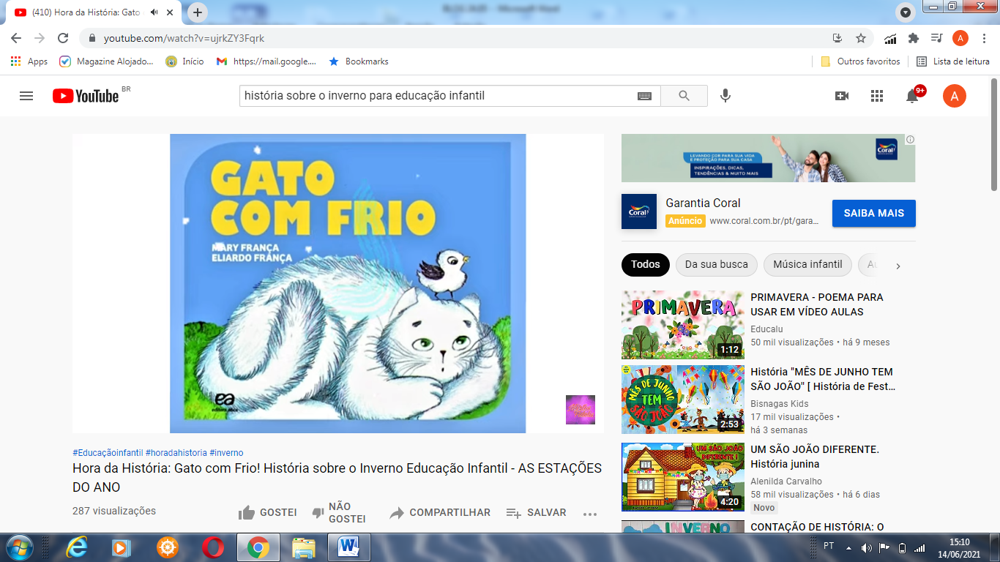 (410) Hora da História: Gato
youtube.com/watch?v=ujrkZY3Fqrk
A
Apps
Magazine Alojado...
Início
https://mail.google....
Bookmarks
Outros favoritos
Lista de leitura
YouTube BR
história sobre o inverno para educação infantil
9+
A
GATO
COM FRIO
MARY FRANÇA
ELIARDO FRANÇA
ea
editora ática
#Educaçãoinfantil #horadahistoria #inverno
Hora da História: Gato com Frio! História sobre o Inverno Educação Infantil - AS ESTAÇÕES
DO ANO
287 visualizações
GOSTEI
NÃO
GOSTEI
COMPARTILHAR
SALVAR
LEVANDO COR PARA SUA VIDA
E PROTEÇÃO PARA SUA CASA
INSPIRAÇÕES, DICAS,
TENDÊNCIAS & MUITO MAIS
Coral
Coral
Garantia Coral
Anúncio www.coral.com.br/pt/gara...
SAIBA MAIS
Todos
Da sua busca
Música infantil
PRIMAVERA
1:12
PRIMAVERA - POEMA PARA
USAR EM VÍDEO AULAS
Educalu
50 mil visualizações • há 9 meses
MÊS DE JUNHO
TEM
SÃO JOÃO
2:53
História "MÊS DE JUNHO TEM
SÃO JOÃO" [ História de Fest...
Bisnagas Kids
17 mil visualizações •
há 3 semanas
UM SÃO JOÃO
DIFERENTE !
4:20
UM SÃO JOÃO DIFERENTE.
História junina
Alenilda Carvalho
58 mil visualizações • há 6 dias
Novo
INVERNO
CONTAÇÃO DE HISTÓRIA: O
PT
15:10
14/06/2021